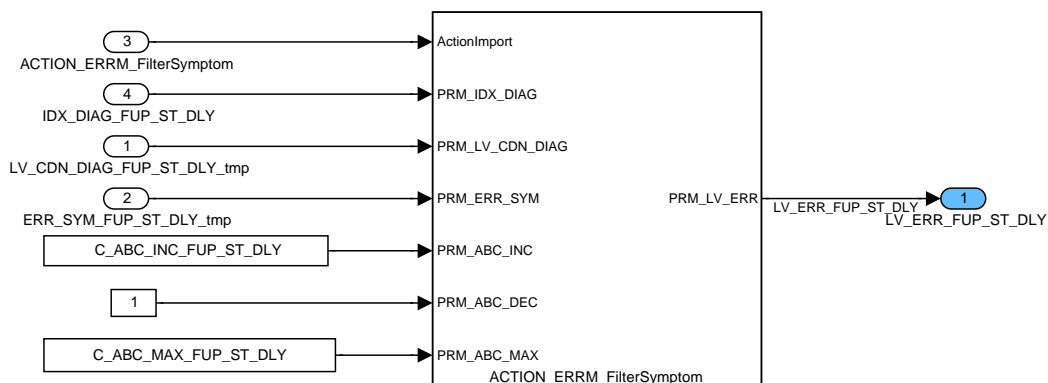 3
ActionImport
ACTION_ERRM_FilterSymptom
4
PRM_IDX_DIAG
IDX_DIAG_FUP_ST_DLY
1
PRM_LV_CDN_DIAG
LV_CDN_DIAG_FUP_ST_DLY_tmp
2
PRM_ERR_SYM
PRM_LV_ERR
LV_ERR_FUP_ST_DLY
1
LV_ERR_FUP_ST_DLY
ERR_SYM_FUP_ST_DLY_tmp
C_ABC_INC_FUP_ST_DLY
PRM_ABC_INC
1
PRM_ABC_DEC
C_ABC_MAX_FUP_ST_DLY
PRM_ABC_MAX
ACTION_ERRM_FilterSymptom